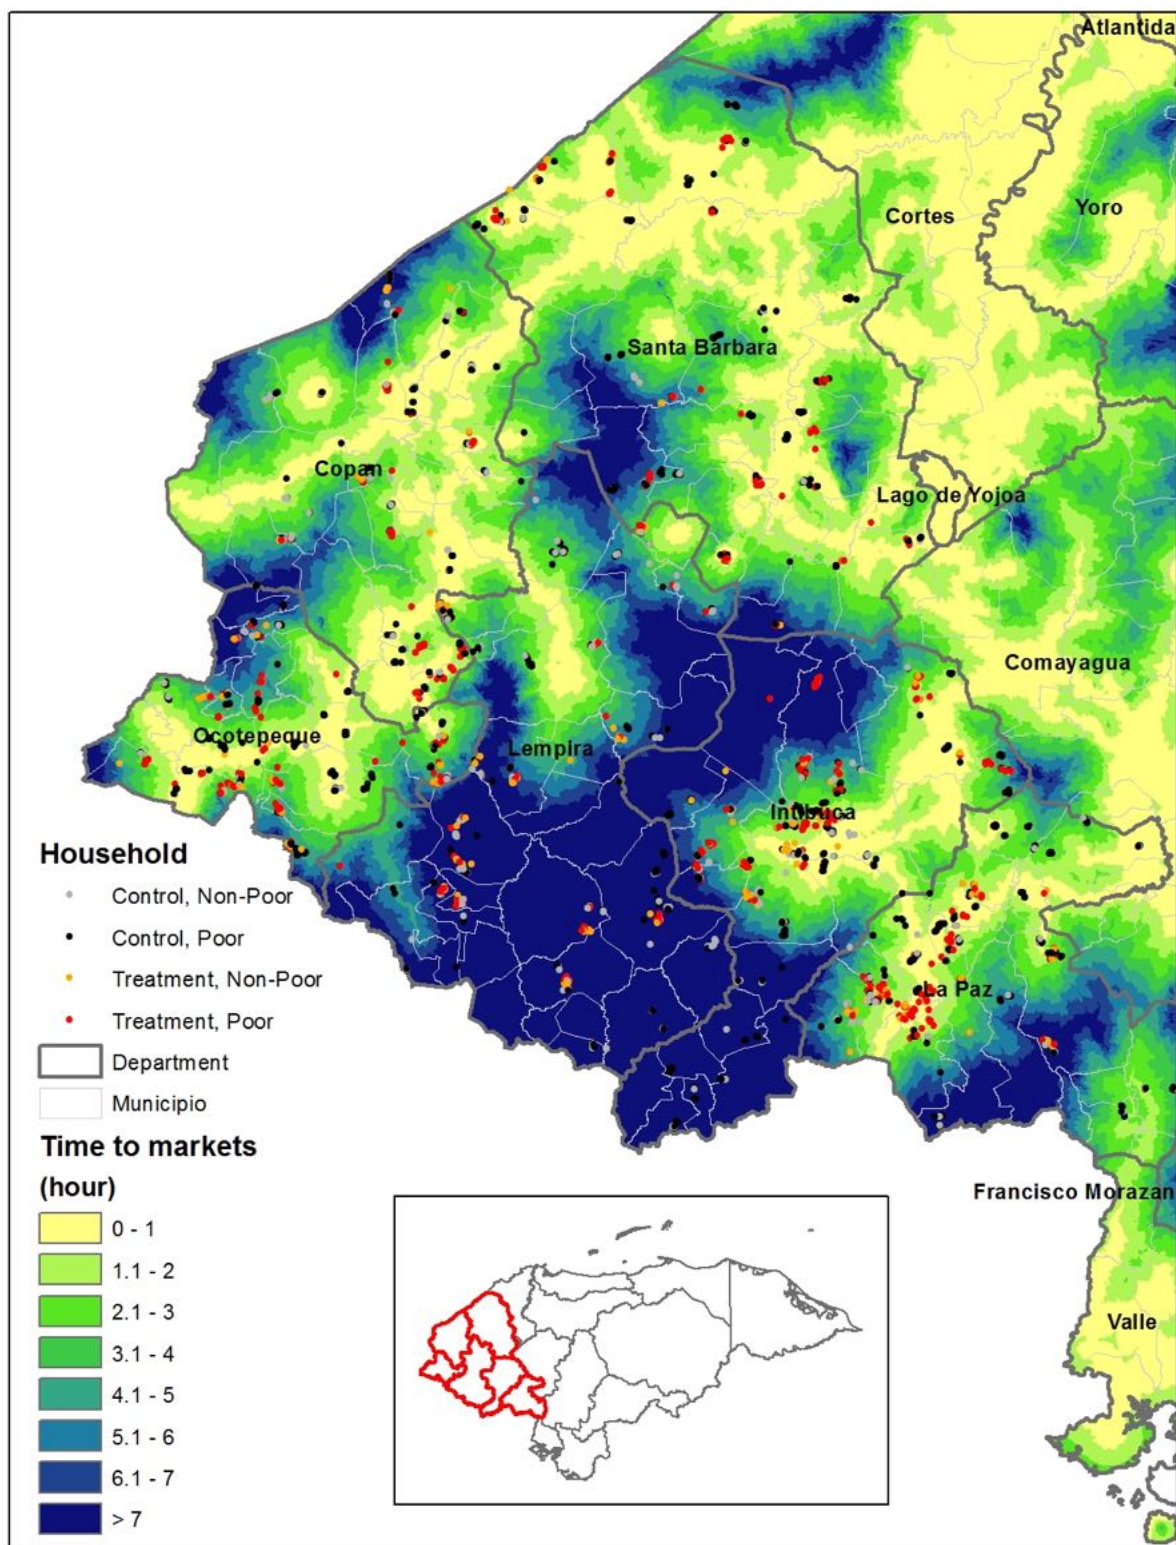 Atlantida
Cortes
Yoro
Santa Barbara
Copan
Lago de Yojoa
Comayagua
Ocotepeque
Lempira
Intibuca
La Paz
Francisco Morazan
Valle
Household
Control, Non-Poor
Control, Poor
Treatment, Non-Poor
Treatment, Poor
Department
Municipio
Time to markets
(hour)
0 - 1
1.1 - 2
2.1 - 3
3.1 - 4
4.1 - 5
5.1 - 6
6.1 - 7
> 7